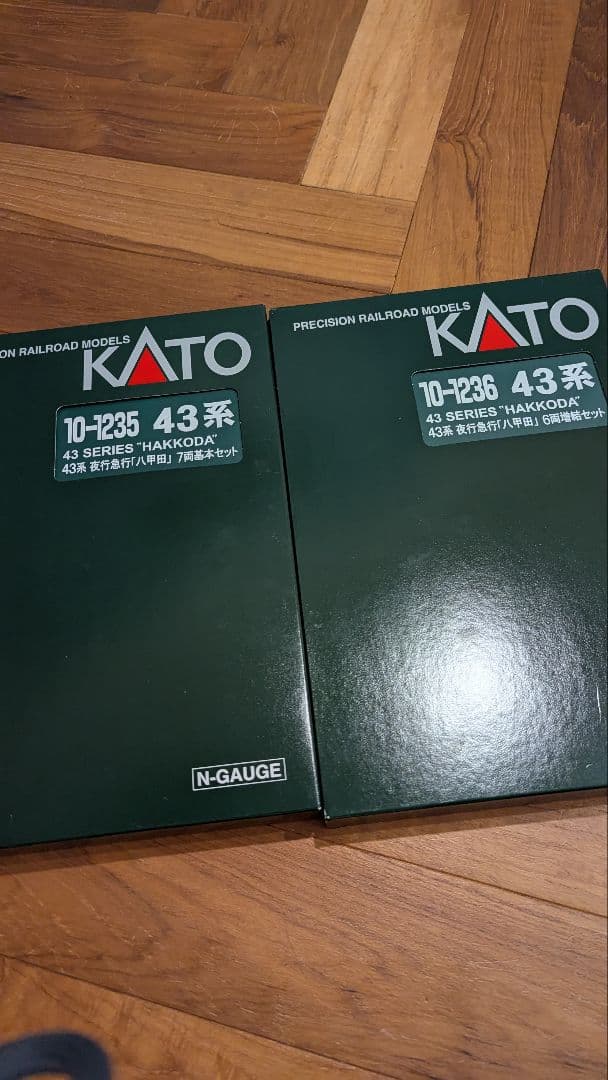 ON RAILROAD MODELS
KATO
10-1235 43系
43 SERIES "HAKKODA"
43系 夜行急行「八甲田」 7両基本セット
N-GAUGE
PRECISION RAILROAD MODELS
KATO
10-1236 43系
43 SERIES "HAKKODA"
43系 夜行急行「八甲田」 6両増結セット